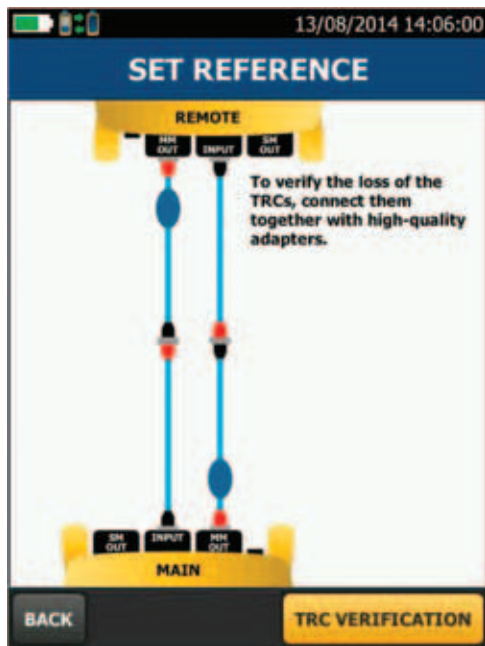 13/08/2014 14:06:00
SET REFERENCE
REMOTE
MM
OUT
INPUT
SM
OUT
To verify the loss of the
TRCs, connect them
together with high-quality
adapters.
SM
OUT
INPUT
MM
OUT
MAIN
BACK
TRC VERIFICATION